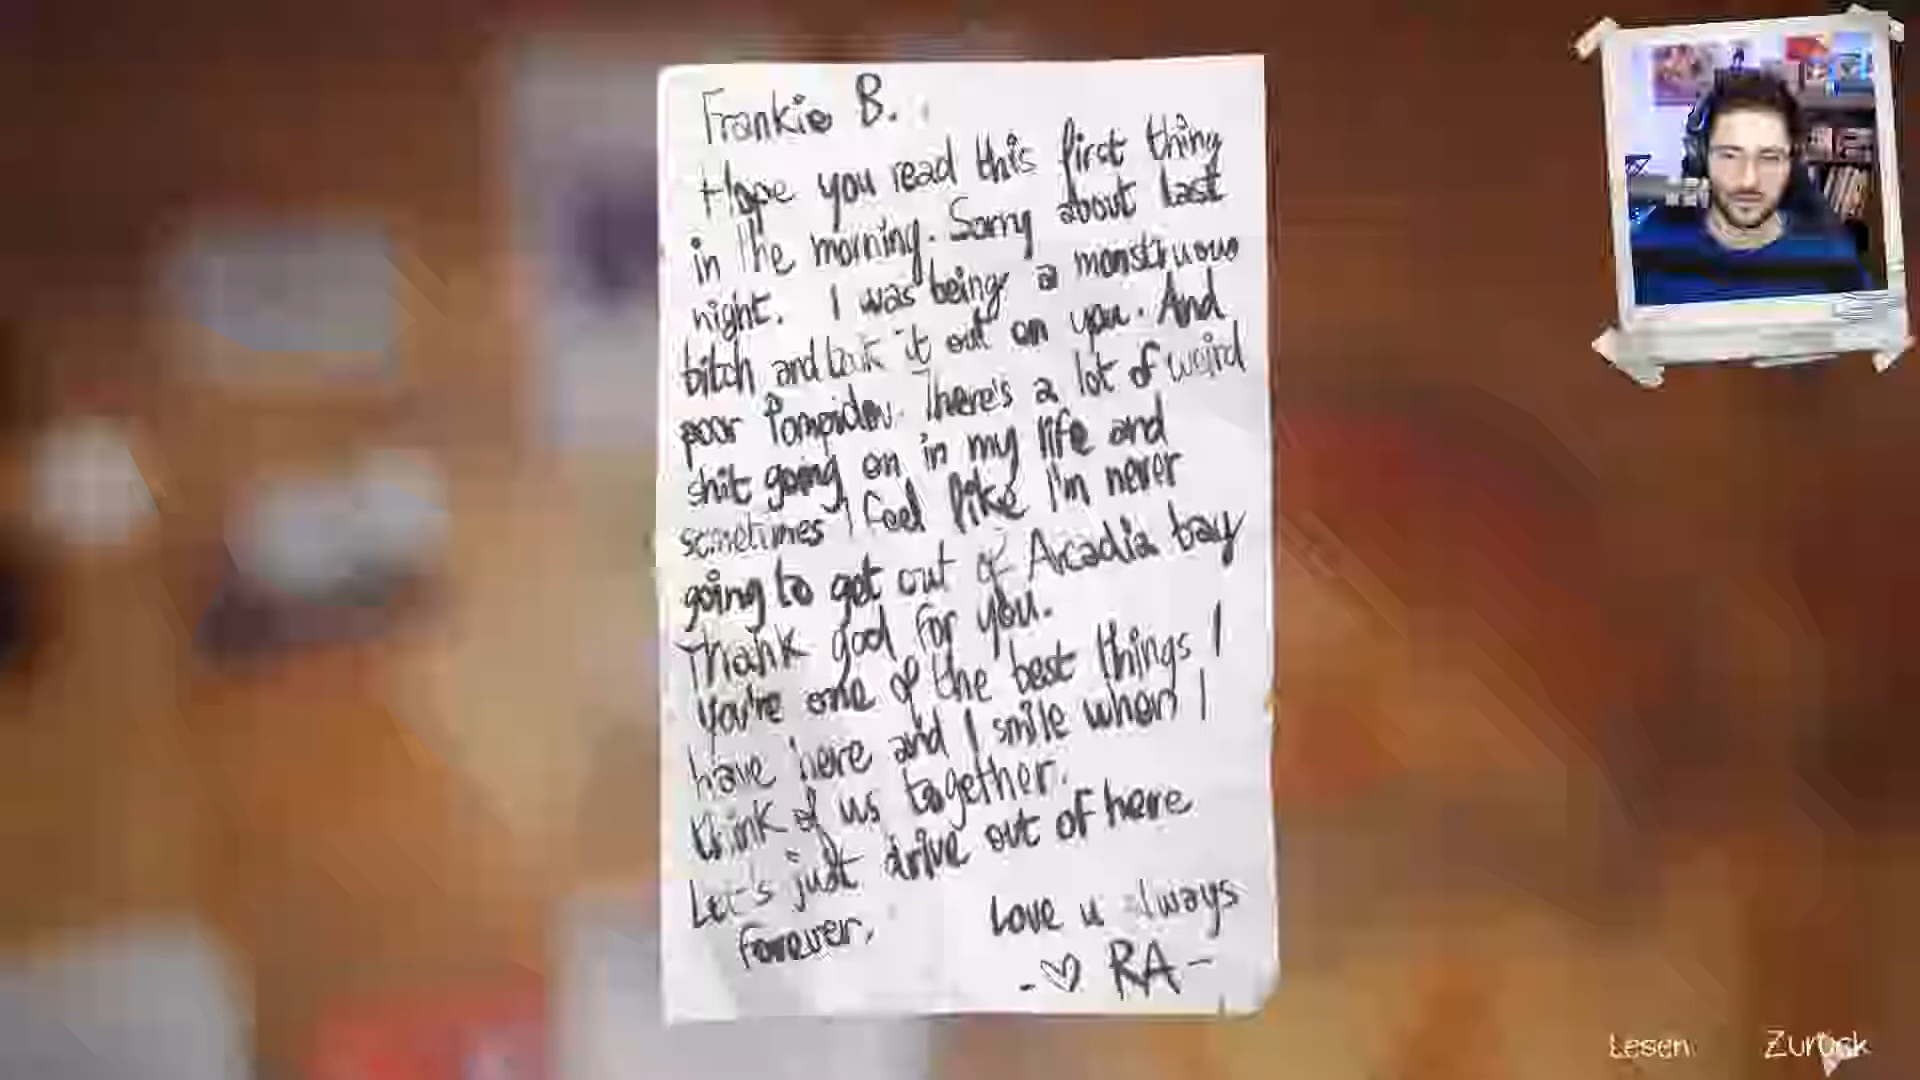 Frankie B.
Hope you read this first thing
in the morning. Sorry about last
night. I was being a monstruous
bitch and took it out on you. And
poor Pompidou. There's a lot of weird
shit going on in my life and
sometimes I feel like I'm never
going to get out of Arcadia bay
Thank god for you.
You're one of the best things I
have here and I smile when I
think of us together.
Let's just drive out of here
forever.
Love u always
-♡ RA-
Lesen
Zurück